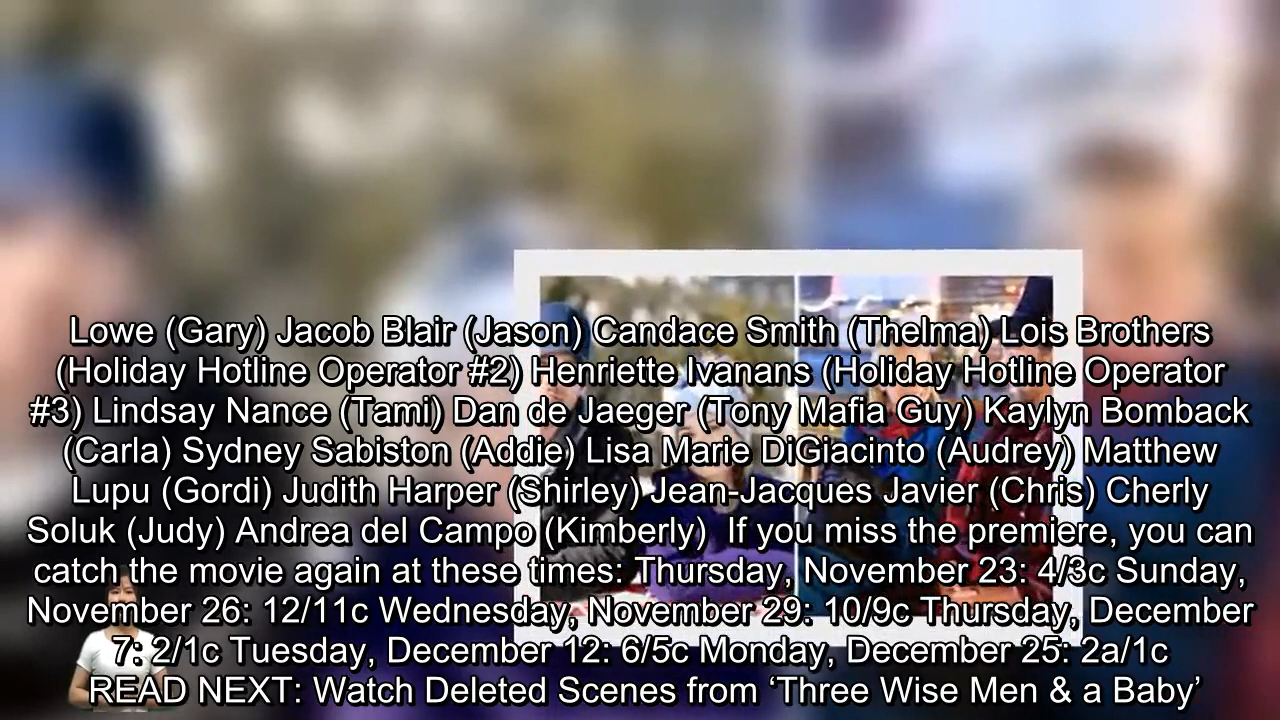 Lowe (Gary) Jacob Blair (Jason) Candace Smith (Thelma) Lois Brothers
(Holiday Hotline Operator #2) Henriette Ivanans (Holiday Hotline Operator
#3) Lindsay Nance (Tami) Dan de Jaeger (Tony Mafia Guy) Kaylyn Bomback
(Carla) Sydney Sabiston (Addie) Lisa Marie DiGiacinto (Audrey) Matthew
Lupu (Gordi) Judith Harper (Shirley) Jean-Jacques Javier (Chris) Cherly
Soluk (Judy) Andrea del Campo (Kimberly)  If you miss the premiere, you can
catch the movie again at these times: Thursday, November 23: 4/3c Sunday,
November 26: 12/11c Wednesday, November 29: 10/9c Thursday, December
7: 2/1c Tuesday, December 12: 6/5c Monday, December 25: 2a/1c
READ NEXT: Watch Deleted Scenes from ‘Three Wise Men & a Baby’